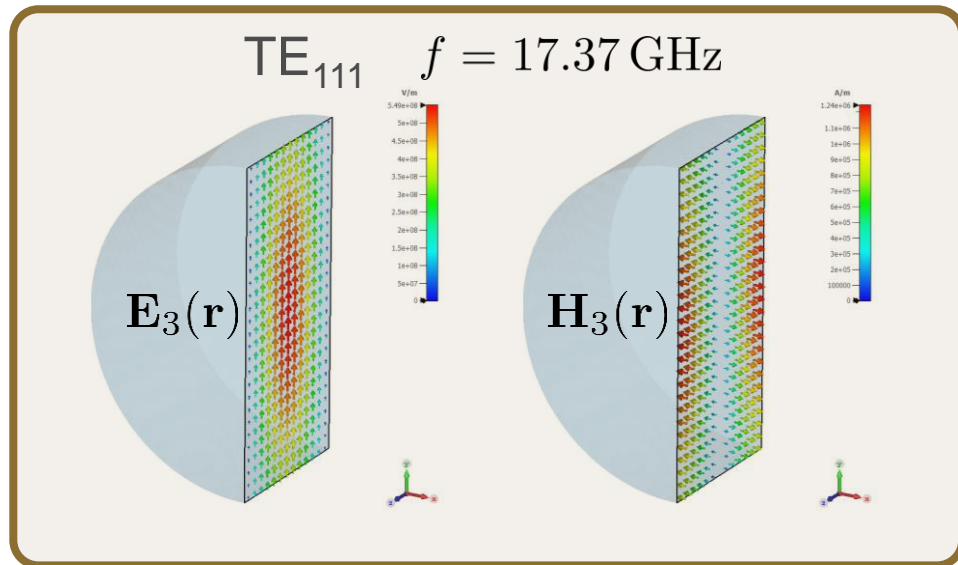 TE₁₁₁ f = 17.37 GHz
V/m
5.49e+08
5e+08
4.5e+08
4e+08
3.5e+08
3e+08
2.5e+08
2e+08
1.5e+08
1e+08
5e+07
0
E₃(r)
y
z
x
A/m
1.24e+06
1.1e+06
1e+06
9e+05
8e+05
7e+05
6e+05
5e+05
4e+05
3e+05
2e+05
100000
0
H₃(r)
y
z
x